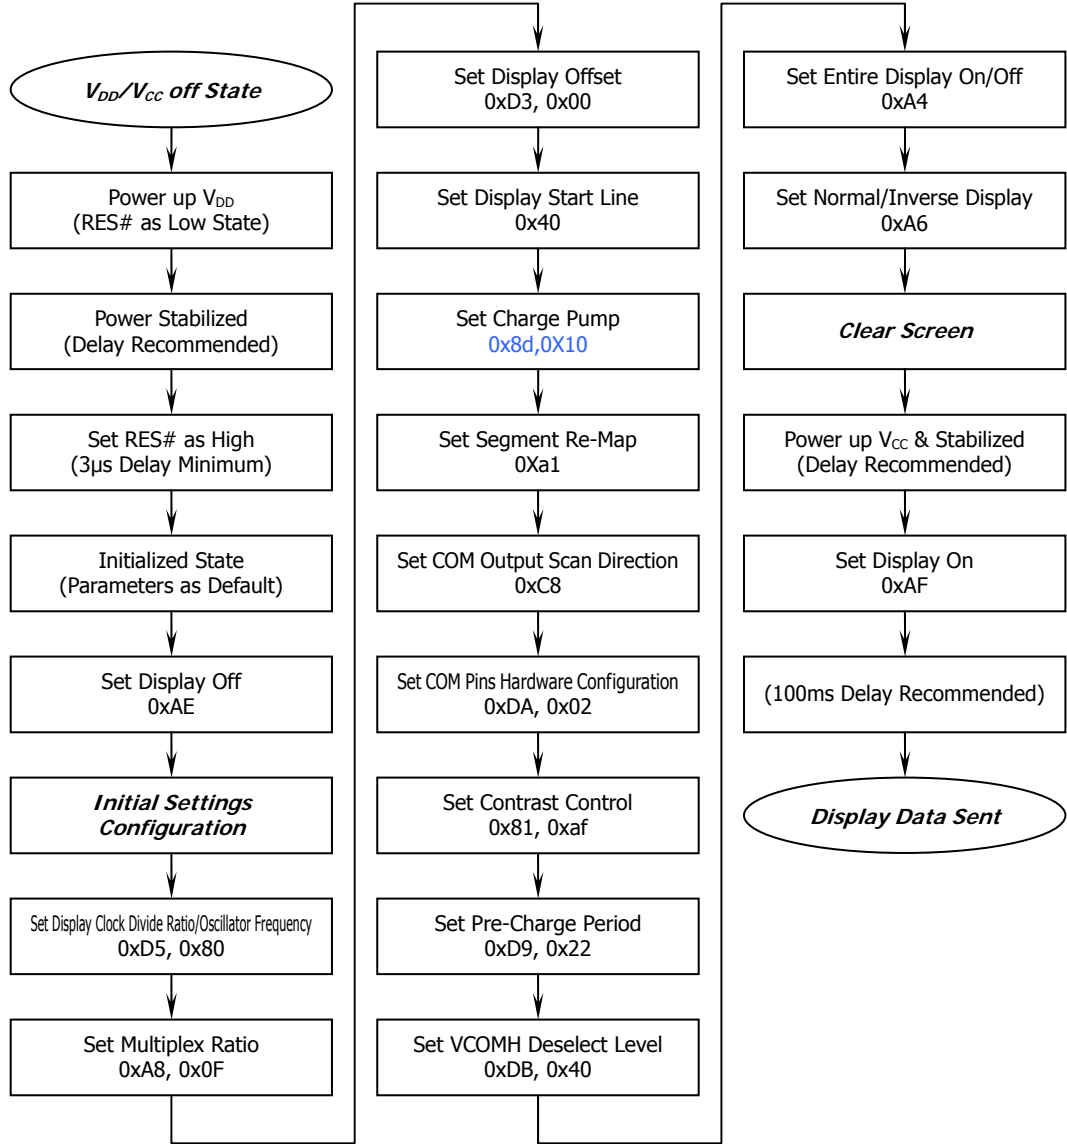 V_DD/V_CC off State
Power up V_DD
(RES# as Low State)
Power Stabilized
(Delay Recommended)
Set RES# as High
(3μs Delay Minimum)
Initialized State
(Parameters as Default)
Set Display Off
0xAE
Initial Settings
Configuration
Set Display Clock Divide Ratio/Oscillator Frequency
0xD5, 0x80
Set Multiplex Ratio
0xA8, 0x0F
Set Display Offset
0xD3, 0x00
Set Display Start Line
0x40
Set Charge Pump
0x8d,0X10
Set Segment Re-Map
0Xa1
Set COM Output Scan Direction
0xC8
Set COM Pins Hardware Configuration
0xDA, 0x02
Set Contrast Control
0x81, 0xaf
Set Pre-Charge Period
0xD9, 0x22
Set VCOMH Deselect Level
0xDB, 0x40
Set Entire Display On/Off
0xA4
Set Normal/Inverse Display
0xA6
Clear Screen
Power up V_CC & Stabilized
(Delay Recommended)
Set Display On
0xAF
(100ms Delay Recommended)
Display Data Sent